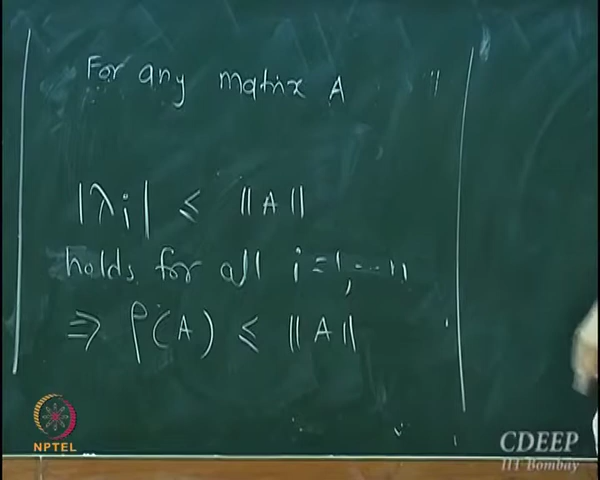 For any matrix A
|λi| ≤ ||A||
holds for all i = 1, --- n
⇒ ρ(A) ≤ ||A||
NPTEL
CDEEP
IIT Bombay